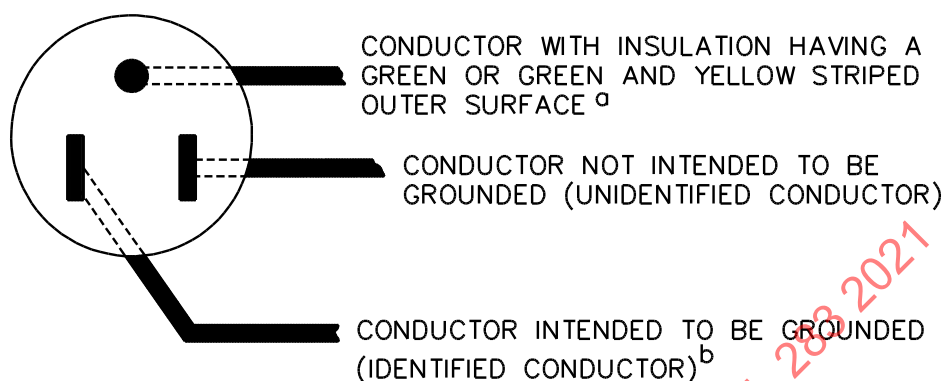 CONDUCTOR WITH INSULATION HAVING A
GREEN OR GREEN AND YELLOW STRIPED
OUTER SURFACE a
CONDUCTOR NOT INTENDED TO BE
GROUNDED (UNIDENTIFIED CONDUCTOR)
CONDUCTOR INTENDED TO BE GROUNDED
(IDENTIFIED CONDUCTOR) b
283 2021